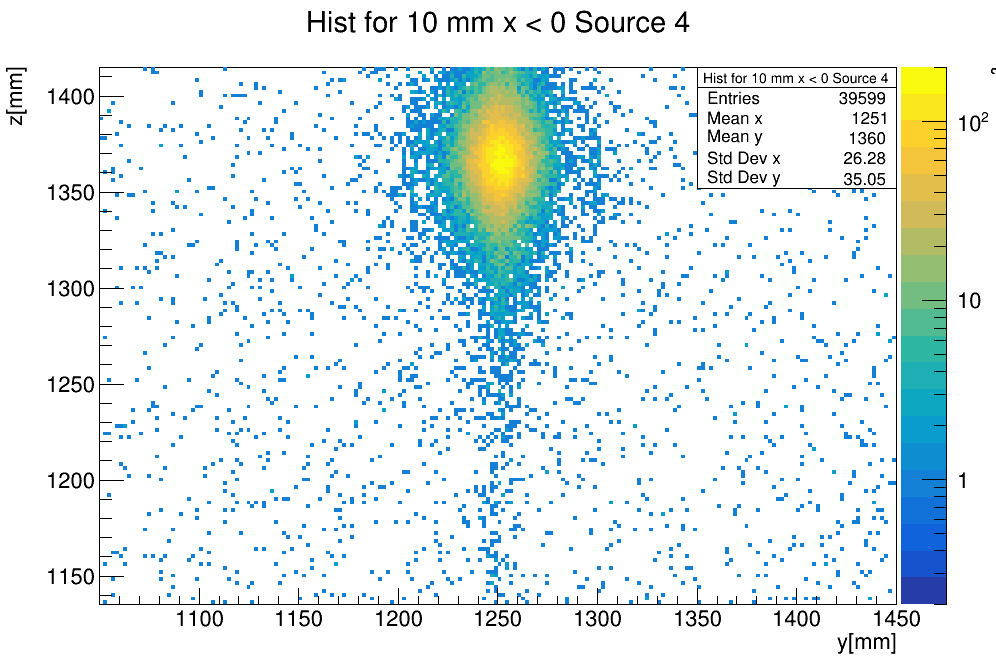 Hist for 10 mm x < 0 Source 4
z[mm]
1400
1350
1300
1250
1200
1150
1100 1150 1200 1250 1300 1350 1400 1450
y[mm]
Hist for 10 mm x < 0 Source 4
Entries 39599
Mean x 1251
Mean y 1360
Std Dev x 26.28
Std Dev y 35.05
10²
10
1